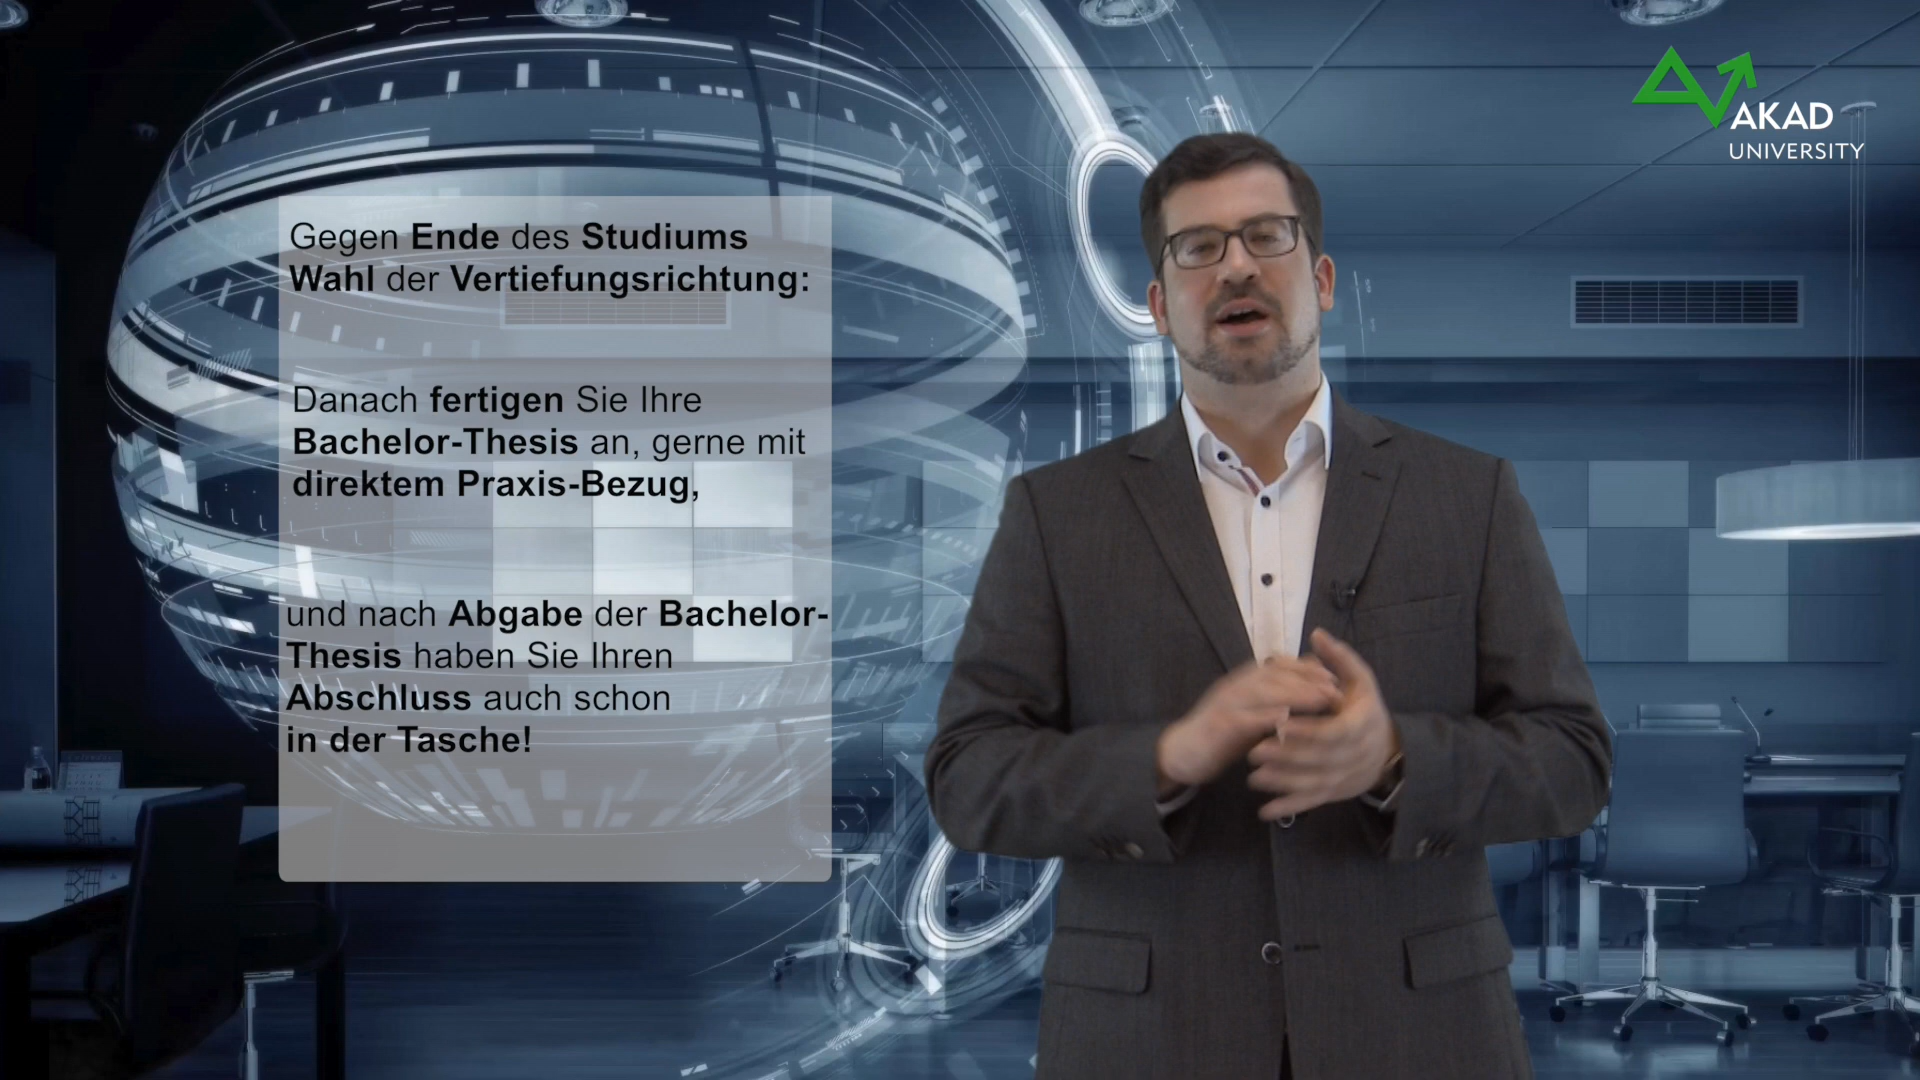 AKAD
UNIVERSITY
Gegen Ende des Studiums
Wahl der Vertiefungsrichtung:
Danach fertigen Sie Ihre
Bachelor-Thesis an, gerne mit
direktem Praxis-Bezug,
und nach Abgabe der Bachelor-
Thesis haben Sie Ihren
Abschluss auch schon
in der Tasche!